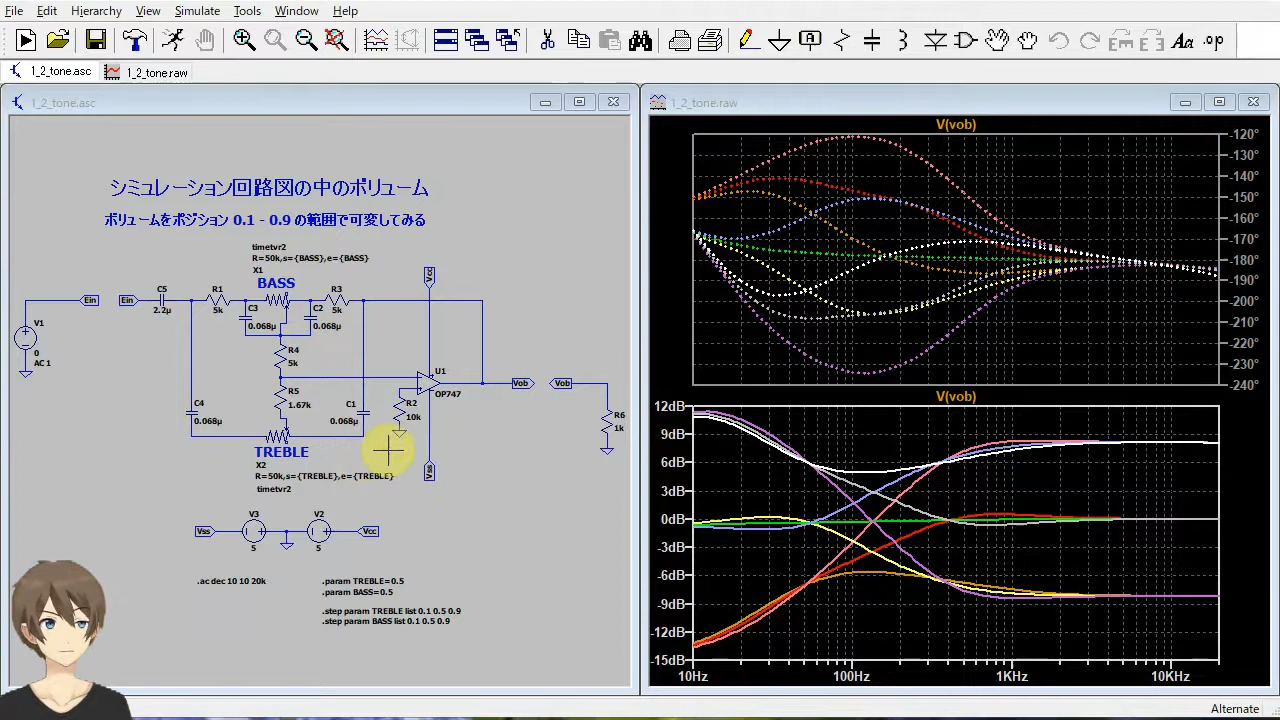 File Edit Hierarchy View Simulate Tools Window Help
1_2_tone.asc 1_2_tone.raw
1_2_tone.asc
シミュレーション回路図の中のボリューム
ボリュームをポジション 0.1 - 0.9 の範囲で可変してみる
timetvr2
R=50k,s={BASS},e={BASS}
X1
BASS
Vcc
Ein
Ein
C5
2.2µ
R1
5k
R3
5k
C3
0.068µ
C2
0.068µ
V1
0
AC 1
R4
5k
R5
1.67k
C4
0.068µ
C1
0.068µ
U1
OP747
R2
10k
Vob
Vob
R6
1k
TREBLE
X2
R=50k,s={TREBLE},e={TREBLE}
timetvr2
Vss
Vss
V3
5
V2
5
Vcc
.ac dec 10 10 20k
.param TREBLE=0.5
.param BASS=0.5
.step param TREBLE list 0.1 0.5 0.9
.step param BASS list 0.1 0.5 0.9
1_2_tone.raw
V(vob)
-120°
-130°
-140°
-150°
-160°
-170°
-180°
-190°
-200°
-210°
-220°
-230°
-240°
V(vob)
12dB
9dB
6dB
3dB
0dB
-3dB
-6dB
-9dB
-12dB
-15dB
10Hz 100Hz 1KHz 10KHz
Alternate